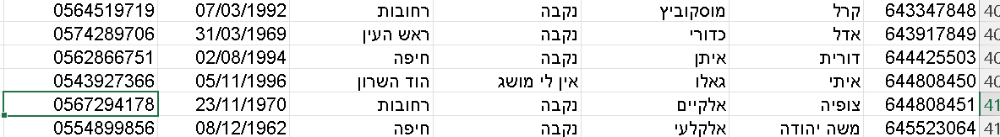 40 643347848 קרל מוסקוביץ נקבה רחובות 07/03/1992 0564519719
40 643917849 אדל כדורי נקבה ראש העין 31/03/1969 0574289706
40 644425503 דורית איתן נקבה חיפה 02/08/1994 0562866751
40 644808450 איתי גאלו אין לי מושג הוד השרון 05/11/1996 0543927366
41 644808451 צופיה אלקיים נקבה רחובות 23/11/1970 0567294178
41 645523064 משה יהודה אלקלעי נקבה חיפה 08/12/1962 0554899856